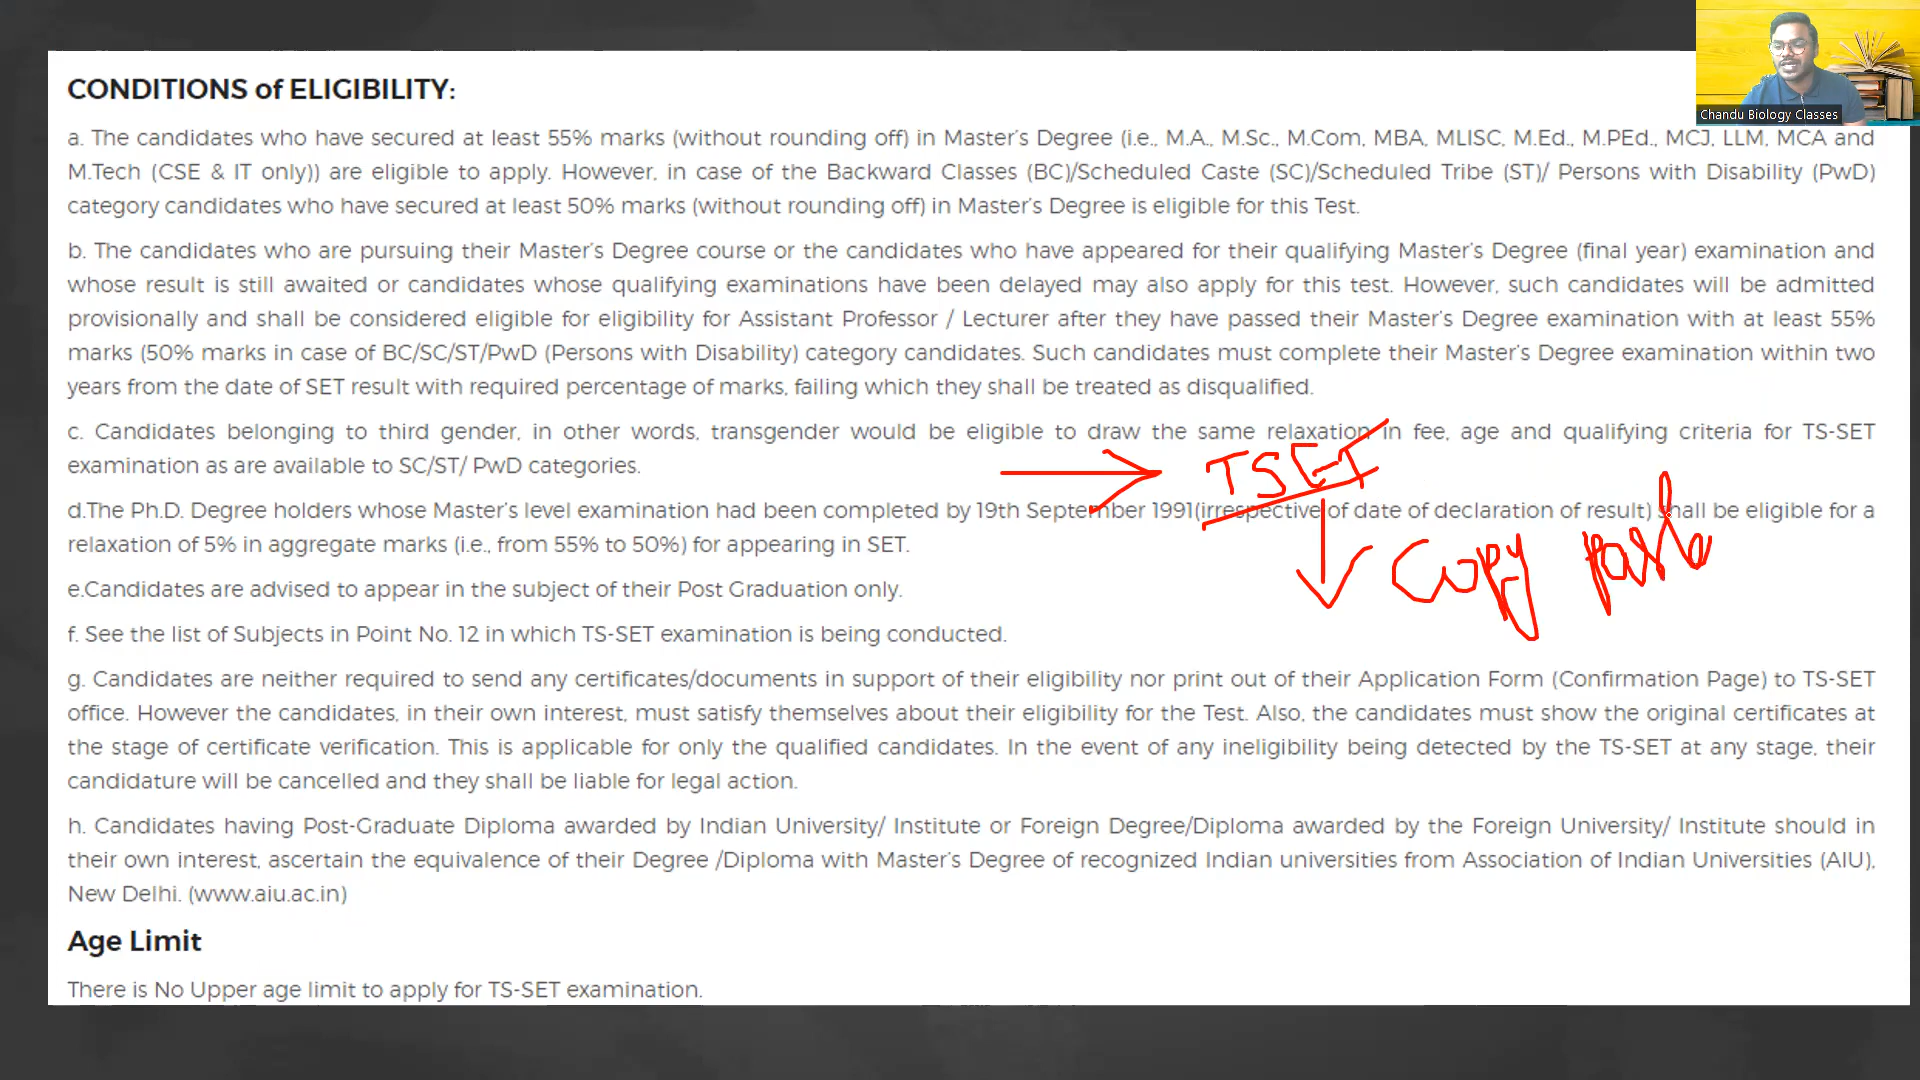 Chandu Biology Classes
CONDITIONS of ELIGIBILITY:
a. The candidates who have secured at least 55% marks (without rounding off) in Master's Degree (i.e., M.A., M.Sc., M.Com, MBA, MLISC, M.Ed., M.PEd., MCJ, LLM, MCA and
M.Tech (CSE & IT only)) are eligible to apply. However, in case of the Backward Classes (BC)/Scheduled Caste (SC)/Scheduled Tribe (ST)/ Persons with Disability (PwD)
category candidates who have secured at least 50% marks (without rounding off) in Master's Degree is eligible for this Test.
b. The candidates who are pursuing their Master's Degree course or the candidates who have appeared for their qualifying Master's Degree (final year) examination and
whose result is still awaited or candidates whose qualifying examinations have been delayed may also apply for this test. However, such candidates will be admitted
provisionally and shall be considered eligible for eligibility for Assistant Professor / Lecturer after they have passed their Master's Degree examination with at least 55%
marks (50% marks in case of BC/SC/ST/PwD (Persons with Disability) category candidates. Such candidates must complete their Master's Degree examination within two
years from the date of SET result with required percentage of marks, failing which they shall be treated as disqualified.
c. Candidates belonging to third gender, in other words, transgender would be eligible to draw the same relaxation in fee, age and qualifying criteria for TS-SET
examination as are available to SC/ST/ PwD categories.
TSET
d.The Ph.D. Degree holders whose Master's level examination had been completed by 19th September 1991(irrespective of date of declaration of result) shall be eligible for a
relaxation of 5% in aggregate marks (i.e., from 55% to 50%) for appearing in SET.
Copy paste
e.Candidates are advised to appear in the subject of their Post Graduation only.
f. See the list of Subjects in Point No. 12 in which TS-SET examination is being conducted.
g. Candidates are neither required to send any certificates/documents in support of their eligibility nor print out of their Application Form (Confirmation Page) to TS-SET
office. However the candidates, in their own interest, must satisfy themselves about their eligibility for the Test. Also, the candidates must show the original certificates at
the stage of certificate verification. This is applicable for only the qualified candidates. In the event of any ineligibility being detected by the TS-SET at any stage, their
candidature will be cancelled and they shall be liable for legal action.
h. Candidates having Post-Graduate Diploma awarded by Indian University/ Institute or Foreign Degree/Diploma awarded by the Foreign University/ Institute should in
their own interest, ascertain the equivalence of their Degree /Diploma with Master's Degree of recognized Indian universities from Association of Indian Universities (AIU),
New Delhi. (www.aiu.ac.in)
Age Limit
There is No Upper age limit to apply for TS-SET examination.